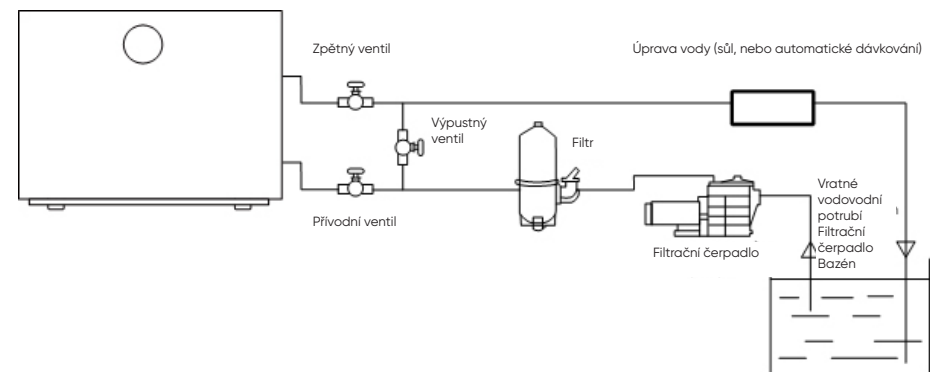 Zpětný ventil
Úprava vody (sůl, nebo automatické dávkování)
Výpustný
ventil
Filtr
Přívodní ventil
Filtrační čerpadlo
Vratné
vodovodní
potrubí
Filtrační
čerpadlo
Bazén